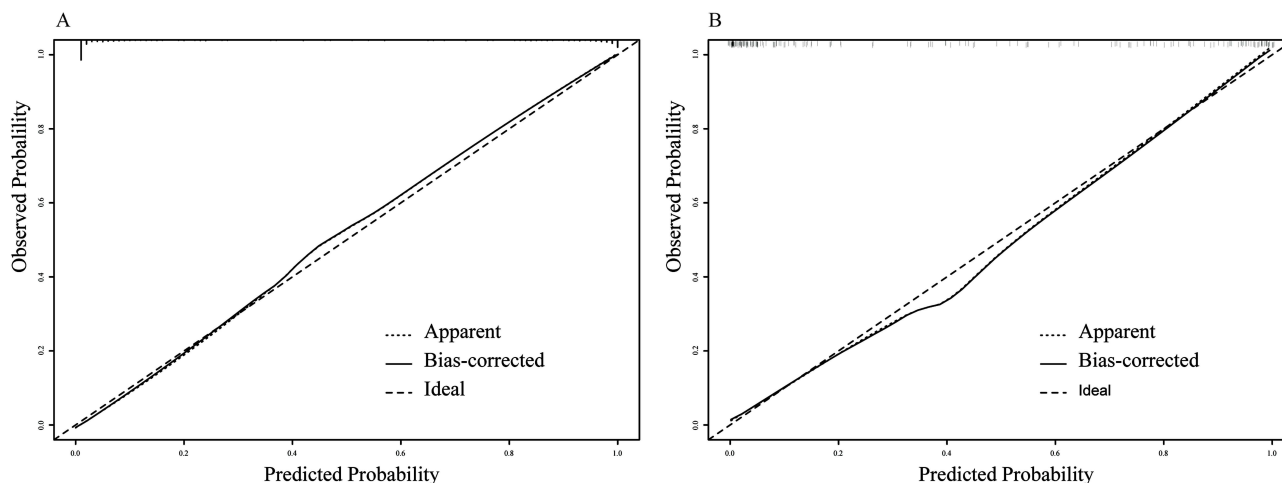 A
Observed Probalility
1.0
0.8
0.6
0.4
0.2
0.0
Apparent
Bias-corrected
Ideal
0.0 0.2 0.4 0.6 0.8 1.0
Predicted Probability
B
Observed Probability
1.0
0.8
0.6
0.4
0.2
0.0
Apparent
Bias-corrected
Ideal
0.0 0.2 0.4 0.6 0.8 1.0
Predicted Probability